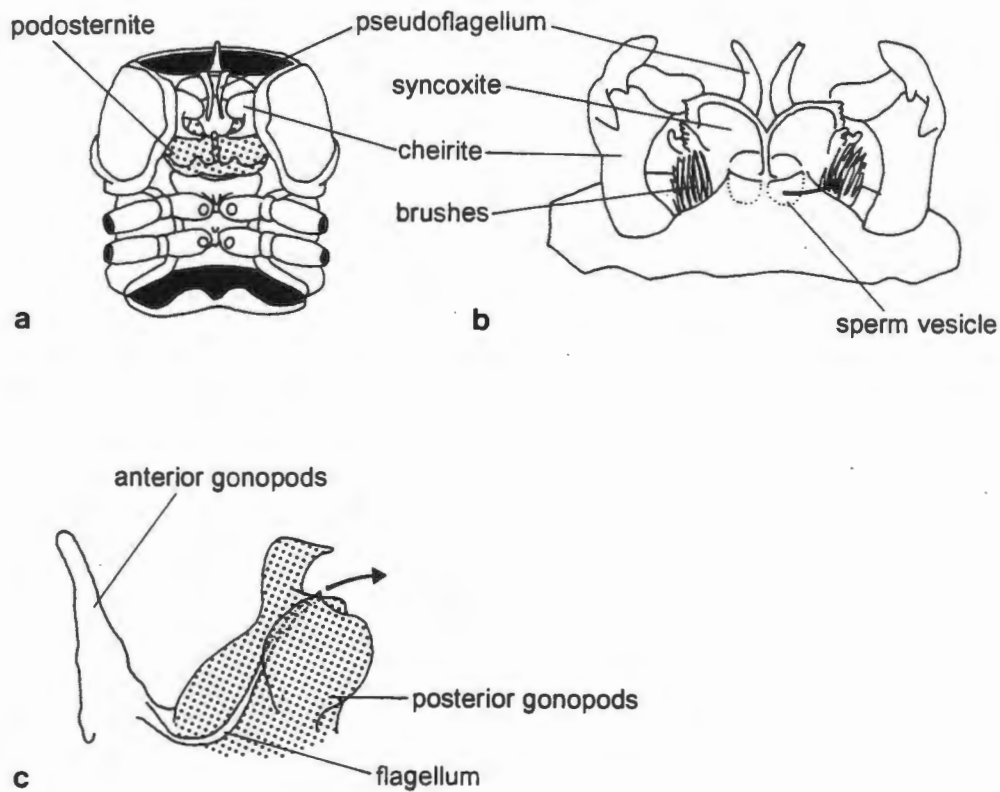 podosternite
pseudoflagellum
syncoxite
cheirite
brushes
a
b
sperm vesicle
anterior gonopods
posterior gonopods
flagellum
c